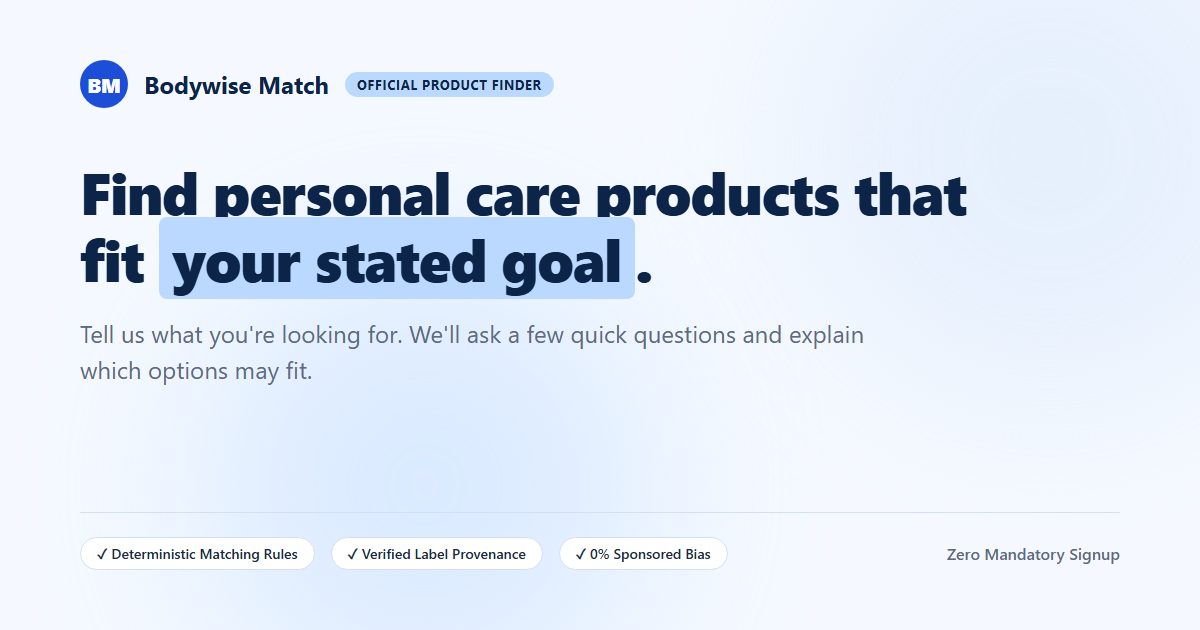 BM Bodywise Match OFFICIAL PRODUCT FINDER
Find personal care products that
fit your stated goal.
Tell us what you're looking for. We'll ask a few quick questions and explain
which options may fit.
✓ Deterministic Matching Rules ✓ Verified Label Provenance ✓ 0% Sponsored Bias Zero Mandatory Signup